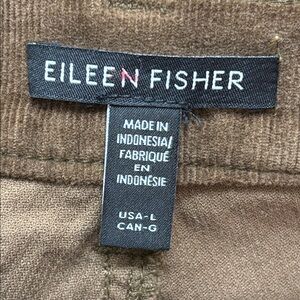 EILEEN FISHER
MADE IN
INDONESIA/
FABRIQUÉ
EN
INDONÉSIE
USA-L
CAN-G